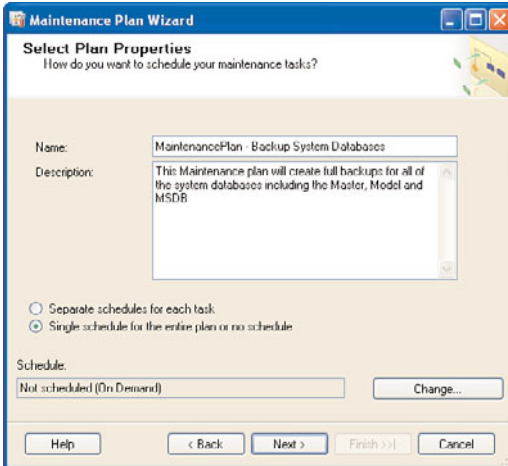 Maintenance Plan Wizard
Select Plan Properties
How do you want to schedule your maintenance tasks?
Name:
MaintenancePlan - Backup System Databases
Description:
This Maintenance plan will create full backups for all of
the system databases including the Master, Model and
MSDB
Separate schedules for each task
Single schedule for the entire plan or no schedule
Schedule:
Not scheduled (On Demand)
Change...
Help
< Back
Next >
Finish >>|
Cancel